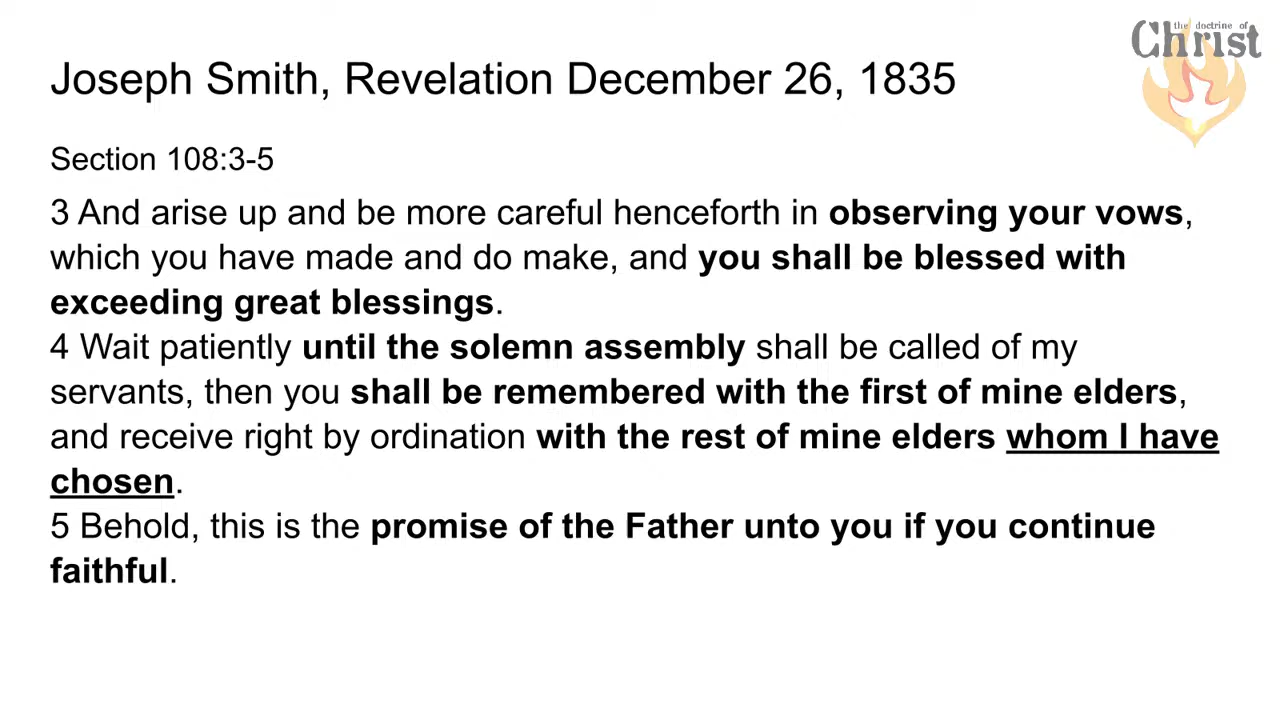 the doctrine of
Christ
Joseph Smith, Revelation December 26, 1835
Section 108:3-5
3 And arise up and be more careful henceforth in observing your vows,
which you have made and do make, and you shall be blessed with
exceeding great blessings.
4 Wait patiently until the solemn assembly shall be called of my
servants, then you shall be remembered with the first of mine elders,
and receive right by ordination with the rest of mine elders whom I have
chosen.
5 Behold, this is the promise of the Father unto you if you continue
faithful.